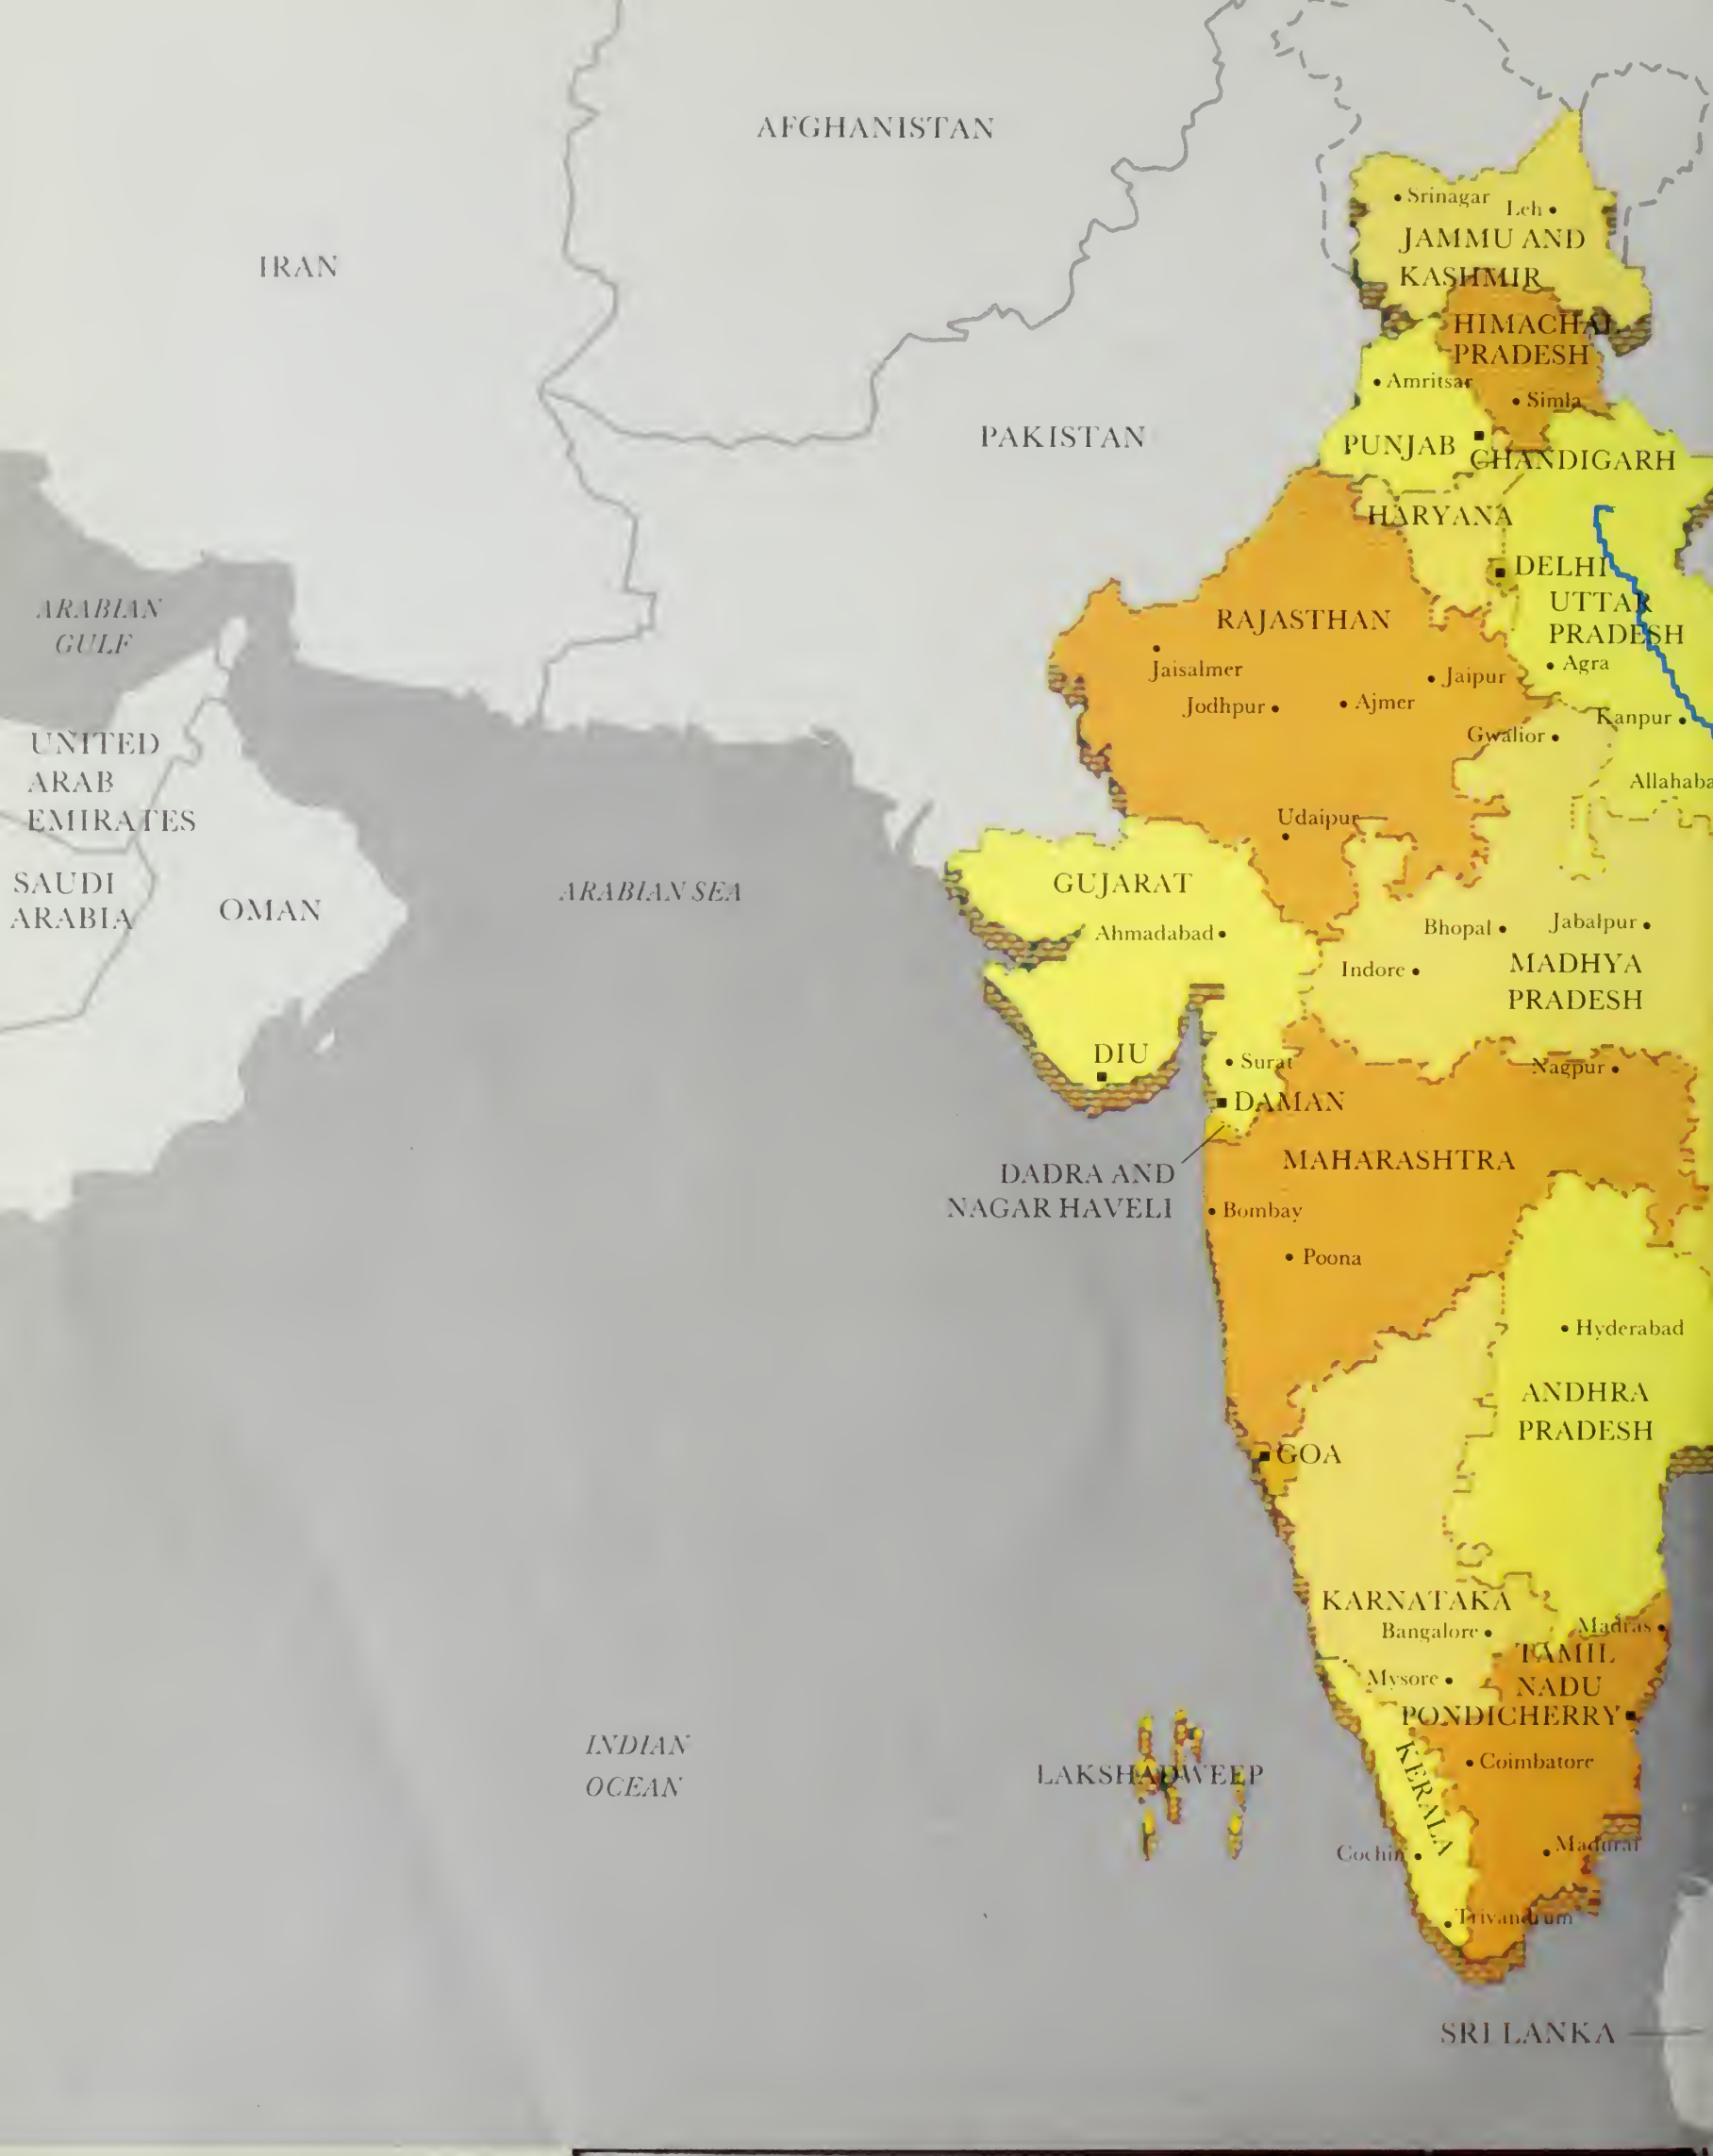 AFGHANISTAN
Srinagar
Leh
JAMMU AND
KASHMIR
IRAN
HIMACHAL
PRADESH
Amritsar
Simla
PAKISTAN
PUNJAB
CHANDIGARH
HARYANA
DELHI
ARABIAN
GULF
UTTAR
PRADESH
RAJASTHAN
Agra
Jaisalmer
Jaipur
Jodhpur
Ajmer
Kanpur
Gwalior
UNITED
ARAB
EMIRATES
Allahaba
Udaipur
SAUDI
ARABIA
OMAN
ARABIAN SEA
GUJARAT
Ahmadabad
Bhopal
Jabalpur
Indore
MADHYA
PRADESH
DIU
Surat
Nagpur
DAMAN
DADRA AND
NAGAR HAVELI
MAHARASHTRA
Bombay
Poona
Hyderabad
ANDHRA
PRADESH
GOA
KARNATAKA
Bangalore
Madras
TAMIL
NADU
Mysore
PONDICHERRY
INDIAN
OCEAN
LAKSHADWEEP
KERALA
Coimbatore
Cochin
Madurai
Trivandrum
SRI LANKA